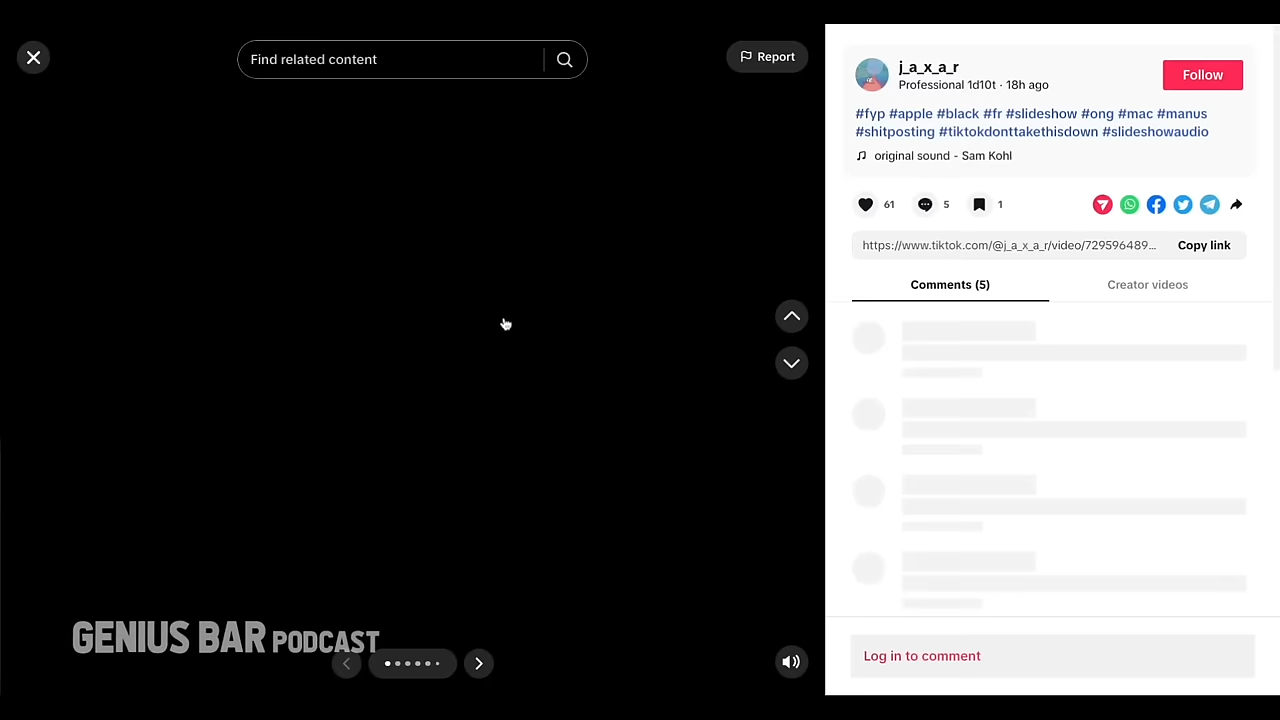 Find related content
Report
j_a_x_a_r
Professional 1d10t · 18h ago
Follow
#fyp #apple #black #fr #slideshow #ong #mac #manus
#shitposting #tiktokdonttakethisdown #slideshowaudio
original sound - Sam Kohl
61
5
1
https://www.tiktok.com/@j_a_x_a_r/video/729596489...
Copy link
Comments (5)
Creator videos
GENIUS BAR PODCAST
Log in to comment